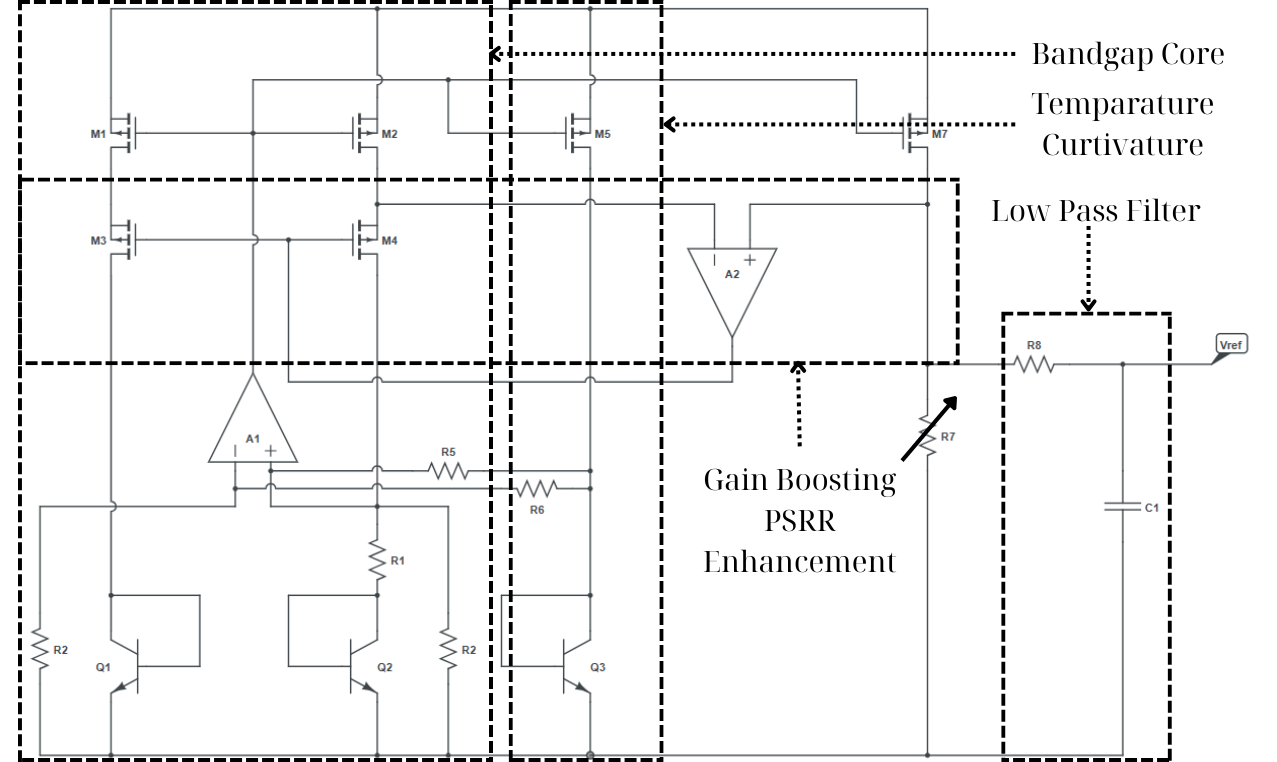 Bandgap Core
Temparature
Curtivature
M1
M2
M5
M7
Low Pass Filter
M3
M4
A2
R8
Vref
A1
R5
R7
Gain Boosting
PSRR
Enhancement
R6
C1
R1
R2
R2
Q1
Q2
Q3